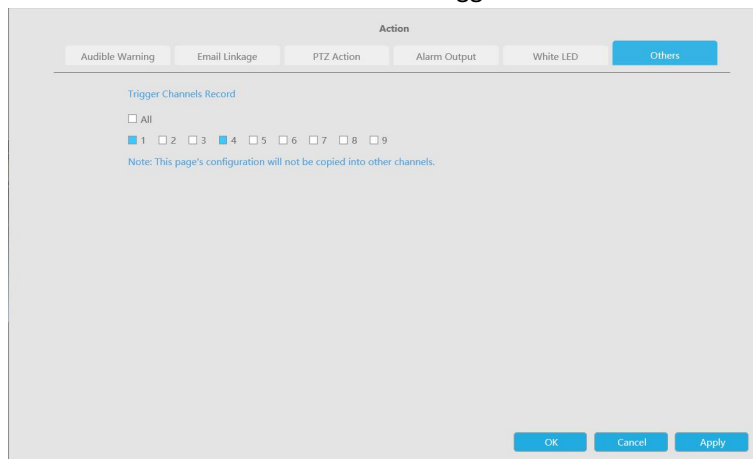 Action
Audible Warning Email Linkage PTZ Action Alarm Output White LED Others
Trigger Channels Record
All
1 2 3 4 5 6 7 8 9
Note: This page's configuration will not be copied into other channels.
OK Cancel Apply